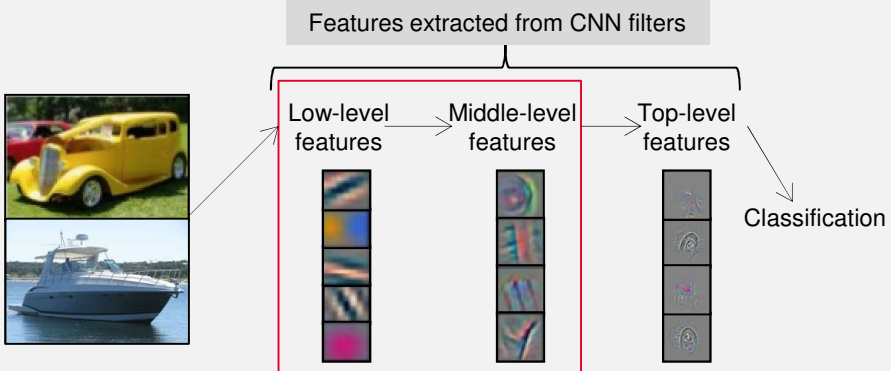 Features extracted from CNN filters
Low-level
features
Middle-level
features
Top-level
features
Classification